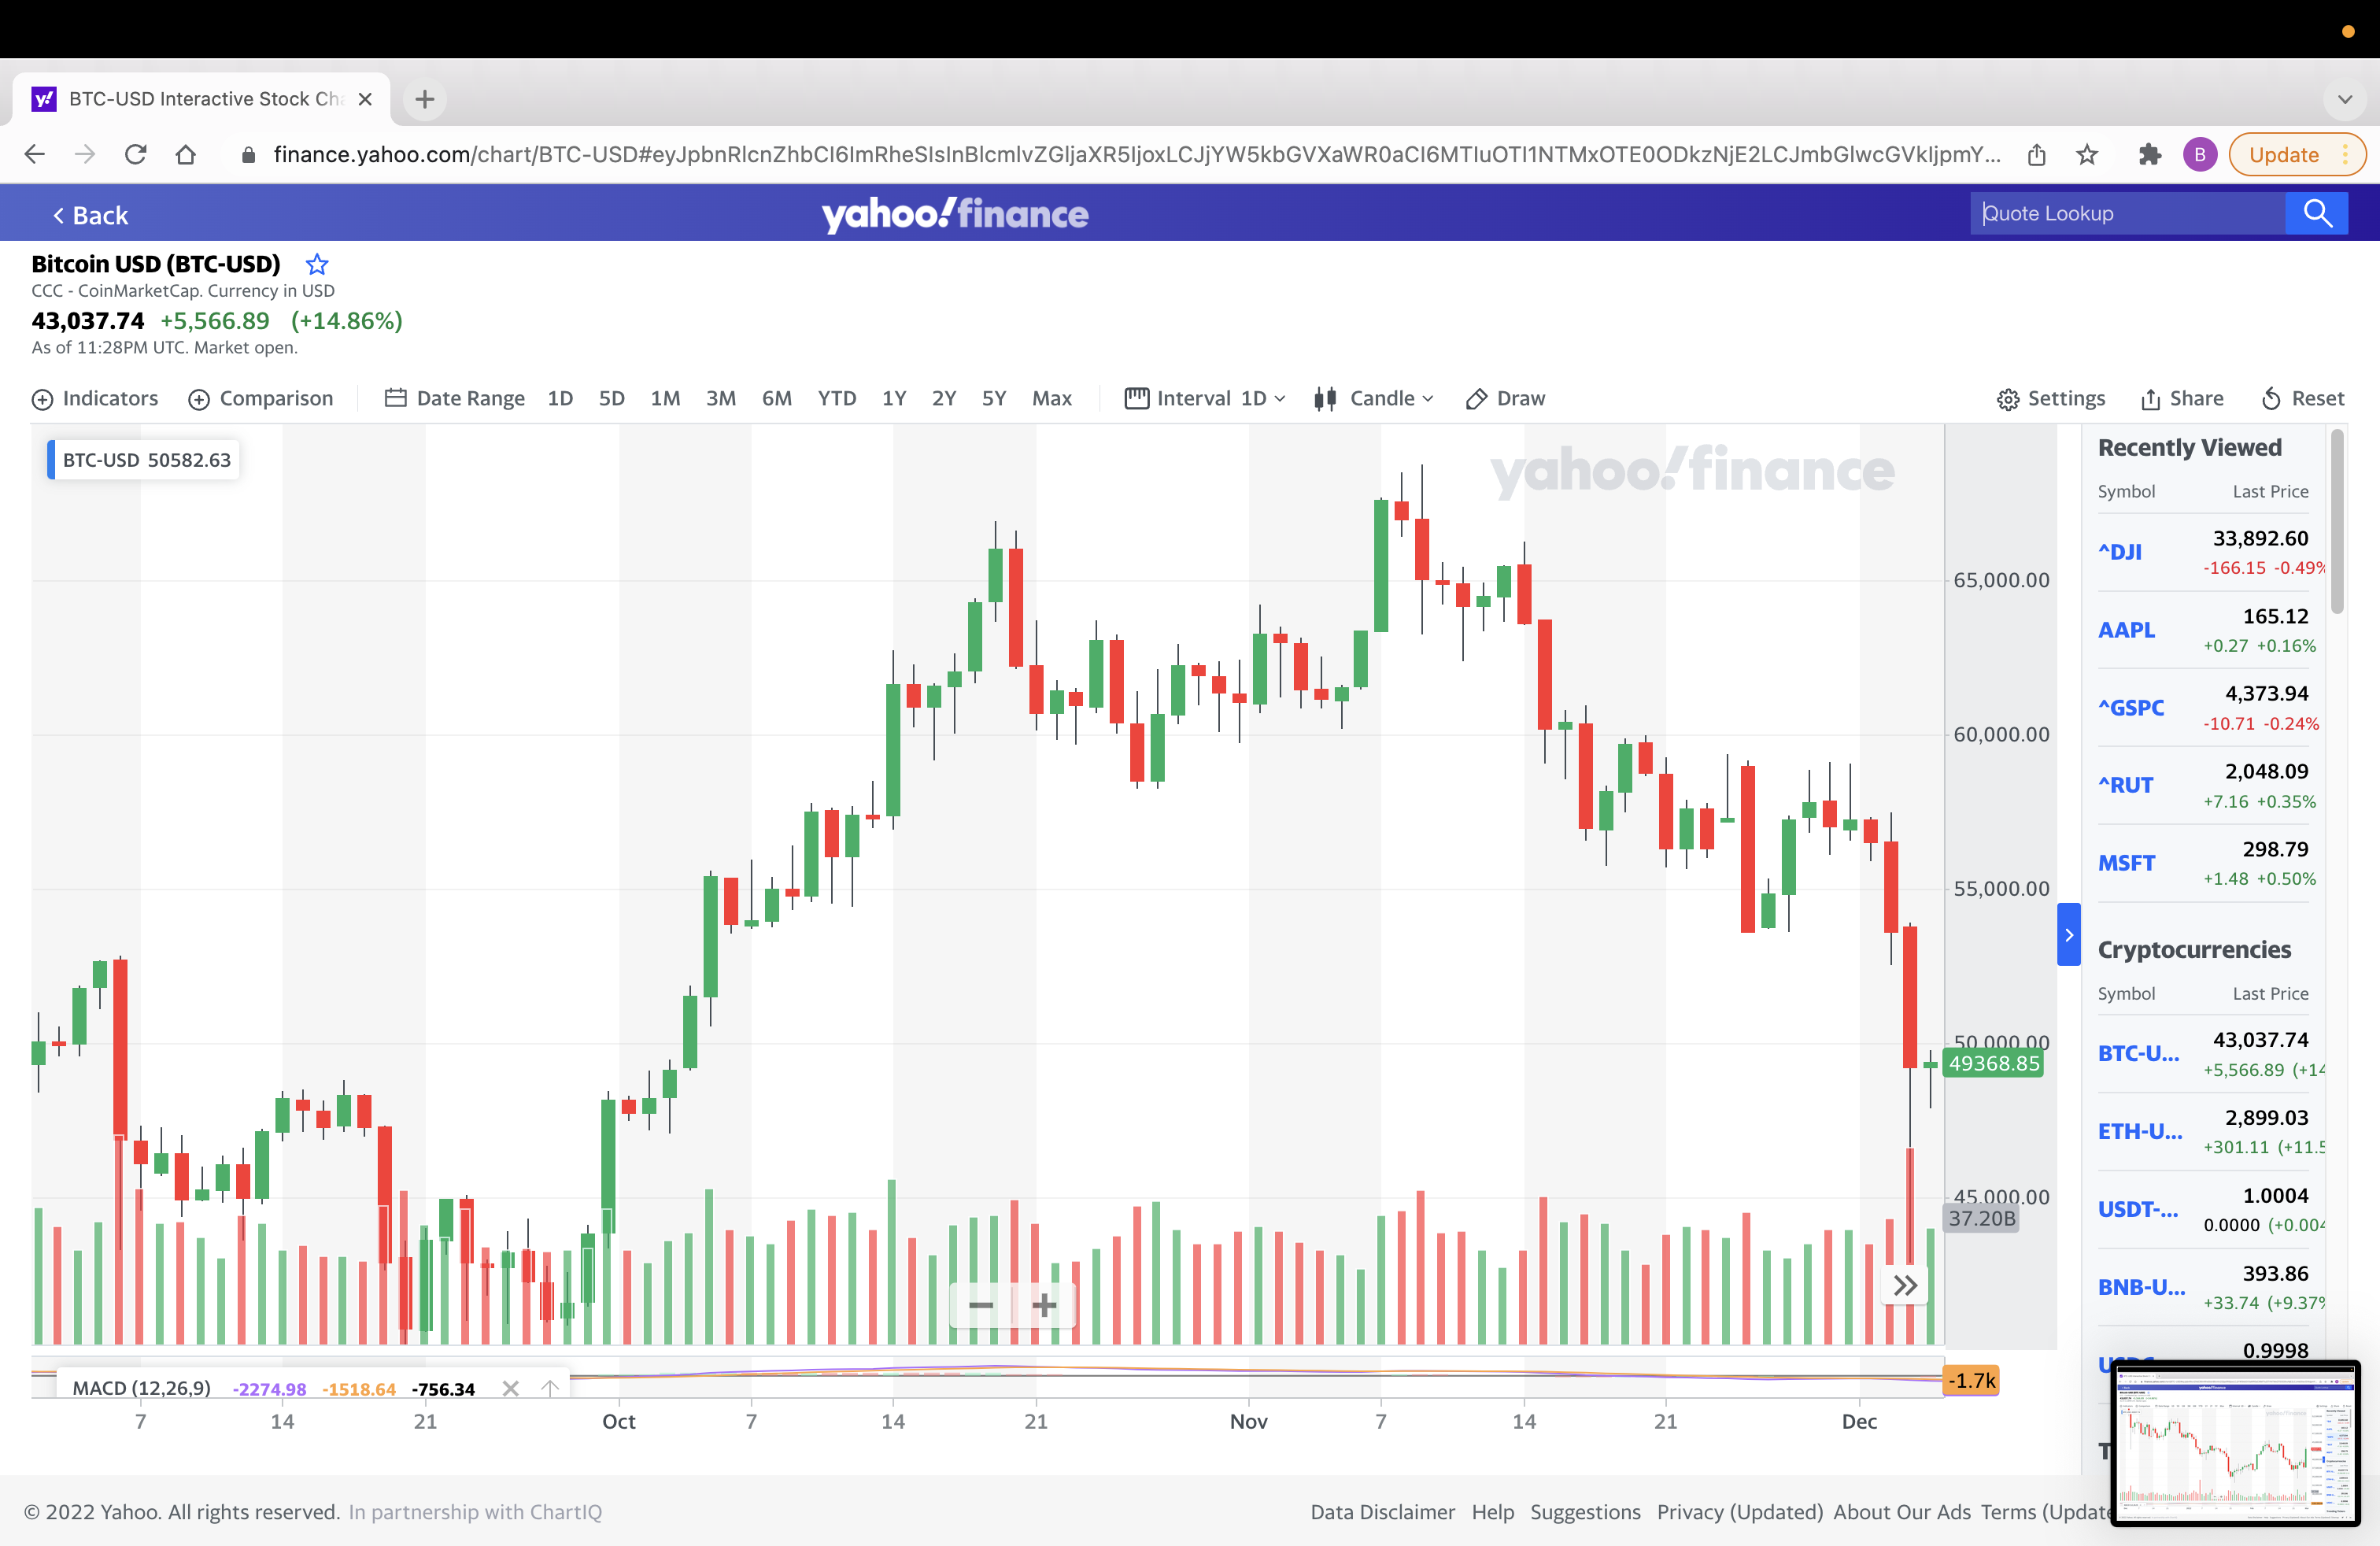 BTC-USD Interactive Stock Cha
finance.yahoo.com/chart/BTC-USD#eyJpbnRlcnZhbCI6ImRheSIsInBlcmlvZGljaXR5IjoxLCJjYW5kbGVXaWR0aCI6MTIuOTI1NTMxOTE0ODkzNjE2LCJmbGlwcGVkIjpmY...
B
Update
Back
yahoo!finance
Quote Lookup
Bitcoin USD (BTC-USD)
CCC - CoinMarketCap. Currency in USD
43,037.74 +5,566.89 (+14.86%)
As of 11:28PM UTC. Market open.
Indicators Comparison Date Range 1D 5D 1M 3M 6M YTD 1Y 2Y 5Y Max Interval 1D Candle Draw Settings Share Reset
BTC-USD 50582.63
yahoo!finance
65,000.00
60,000.00
55,000.00
50,000.00
49368.85
45,000.00
37.20B
MACD (12,26,9) -2274.98 -1518.64 -756.34
-1.7k
7 14 21 Oct 7 14 21 Nov 7 14 21 Dec
Recently Viewed
Symbol Last Price
^DJI 33,892.60
-166.15 -0.49%
AAPL 165.12
+0.27 +0.16%
^GSPC 4,373.94
-10.71 -0.24%
^RUT 2,048.09
+7.16 +0.35%
MSFT 298.79
+1.48 +0.50%
Cryptocurrencies
Symbol Last Price
BTC-U... 43,037.74
+5,566.89 (+14
ETH-U... 2,899.03
+301.11 (+11.5
USDT-... 1.0004
0.0000 (+0.004
BNB-U... 393.86
+33.74 (+9.37%
0.9998
© 2022 Yahoo. All rights reserved. In partnership with ChartIQ
Data Disclaimer Help Suggestions Privacy (Updated) About Our Ads Terms (Update